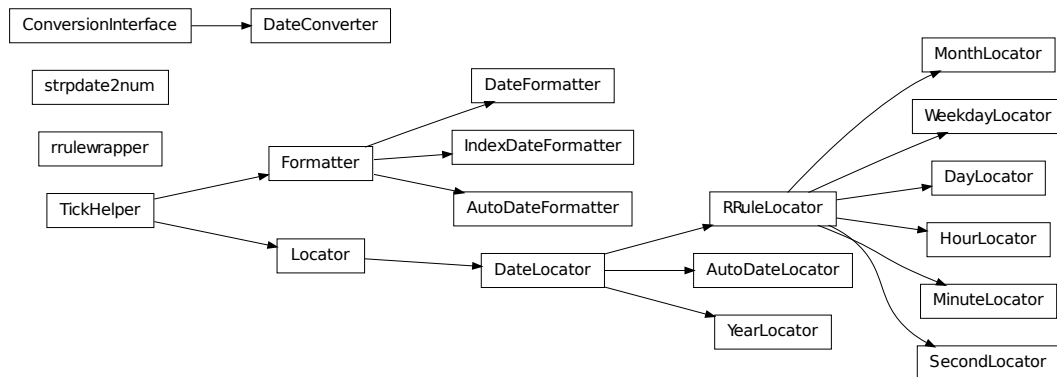 ConversionInterface
DateConverter
strpdate2num
rrulewrapper
TickHelper
Formatter
Locator
DateFormatter
IndexDateFormatter
AutoDateFormatter
DateLocator
RRuleLocator
AutoDateLocator
YearLocator
MonthLocator
WeekdayLocator
DayLocator
HourLocator
MinuteLocator
SecondLocator